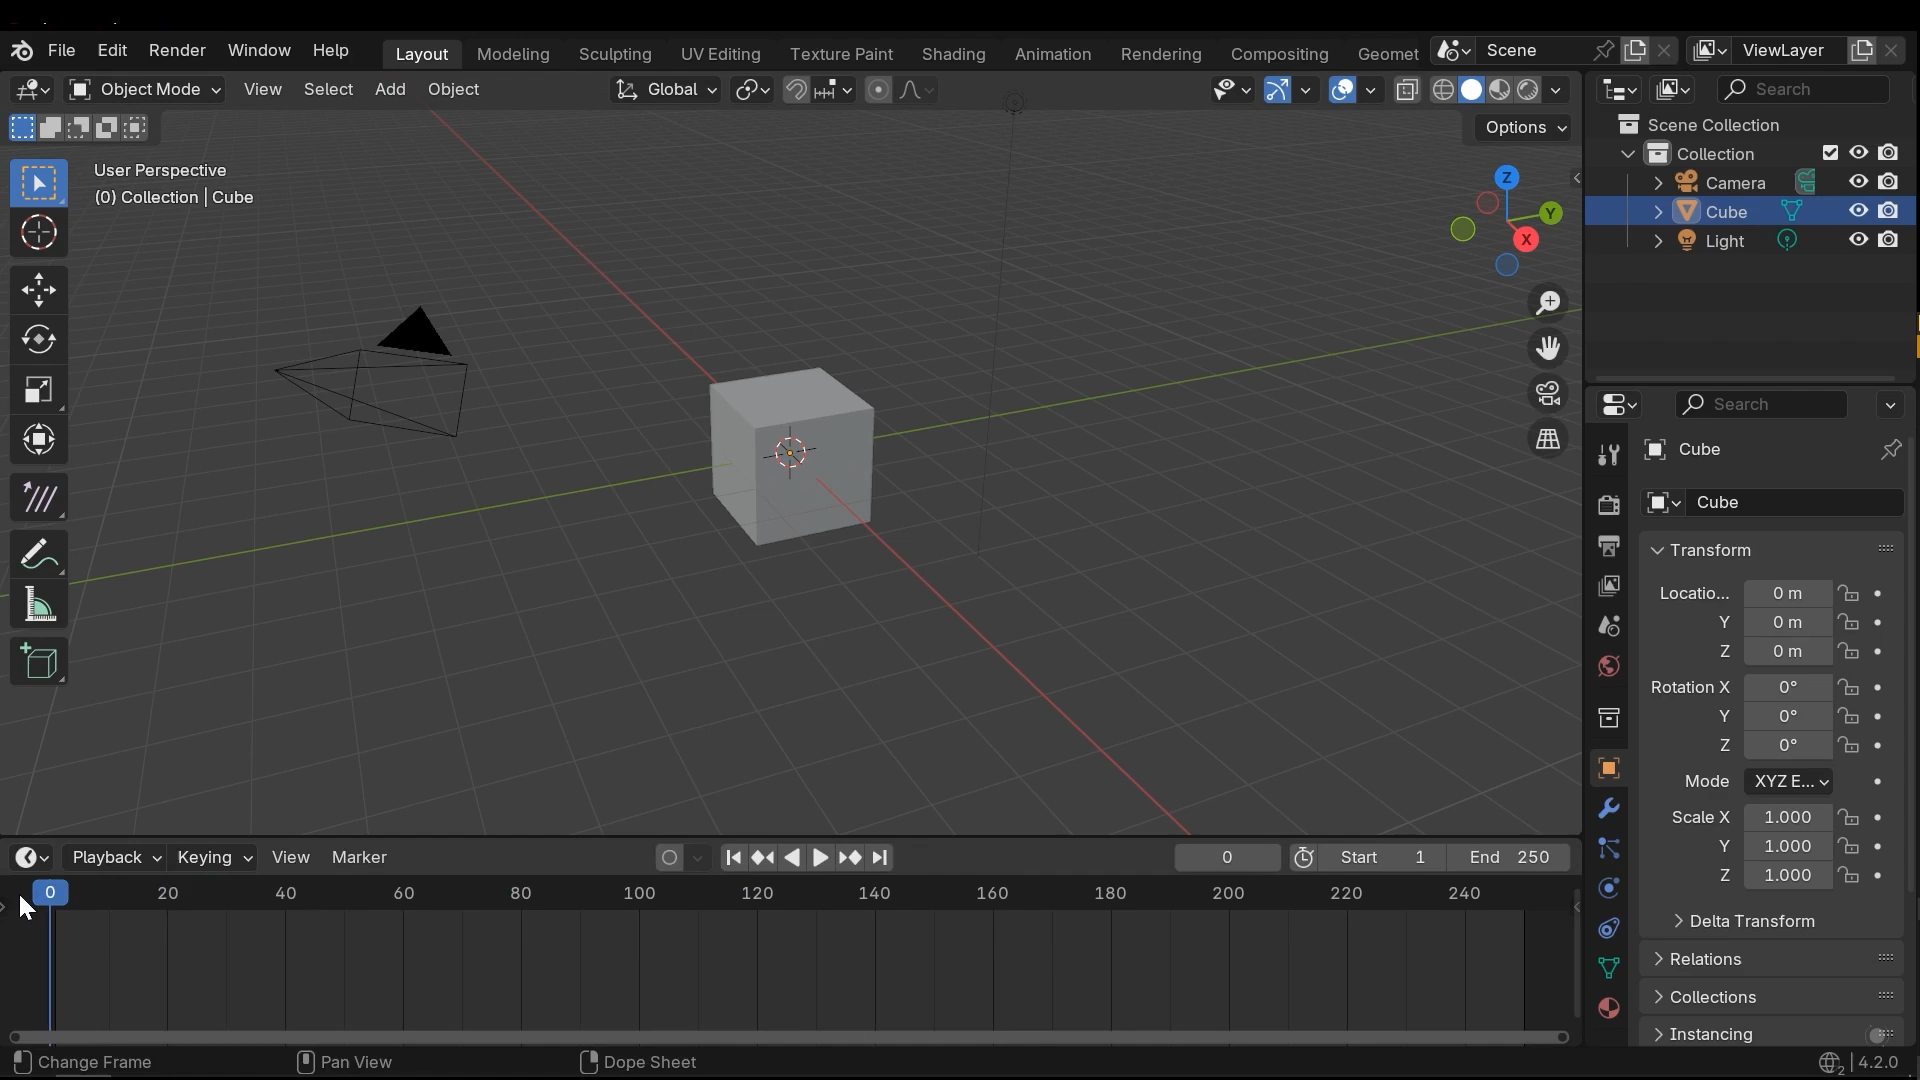 File Edit Render Window Help Layout Modeling Sculpting UV Editing Texture Paint Shading Animation Rendering Compositing Geomet Scene ViewLayer
Object Mode View Select Add Object Global Search
Options
User Perspective
(0) Collection | Cube
Z
Y
X
Scene Collection
Collection
Camera
Cube
Light
Search
Cube
Cube
Transform
Locatio... 0 m
Y 0 m
Z 0 m
Rotation X 0°
Y 0°
Z 0°
Mode XYZ E...
Scale X 1.000
Y 1.000
Z 1.000
Delta Transform
Relations
Collections
Instancing
Playback Keying View Marker 0 Start 1 End 250
0 20 40 60 80 100 120 140 160 180 200 220 240
Change Frame Pan View Dope Sheet 2 | 4.2.0